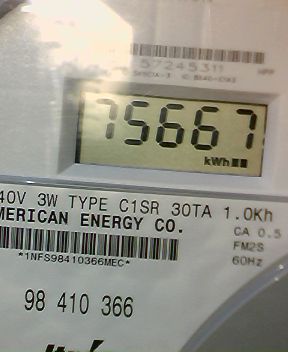 57245311
75667
kWh
40V 3W TYPE C1SR 30TA 1.0Kh
MERICAN ENERGY CO.
CA 0.5
FM2S
*1NFS98410366MEC*
60Hz
98 410 366